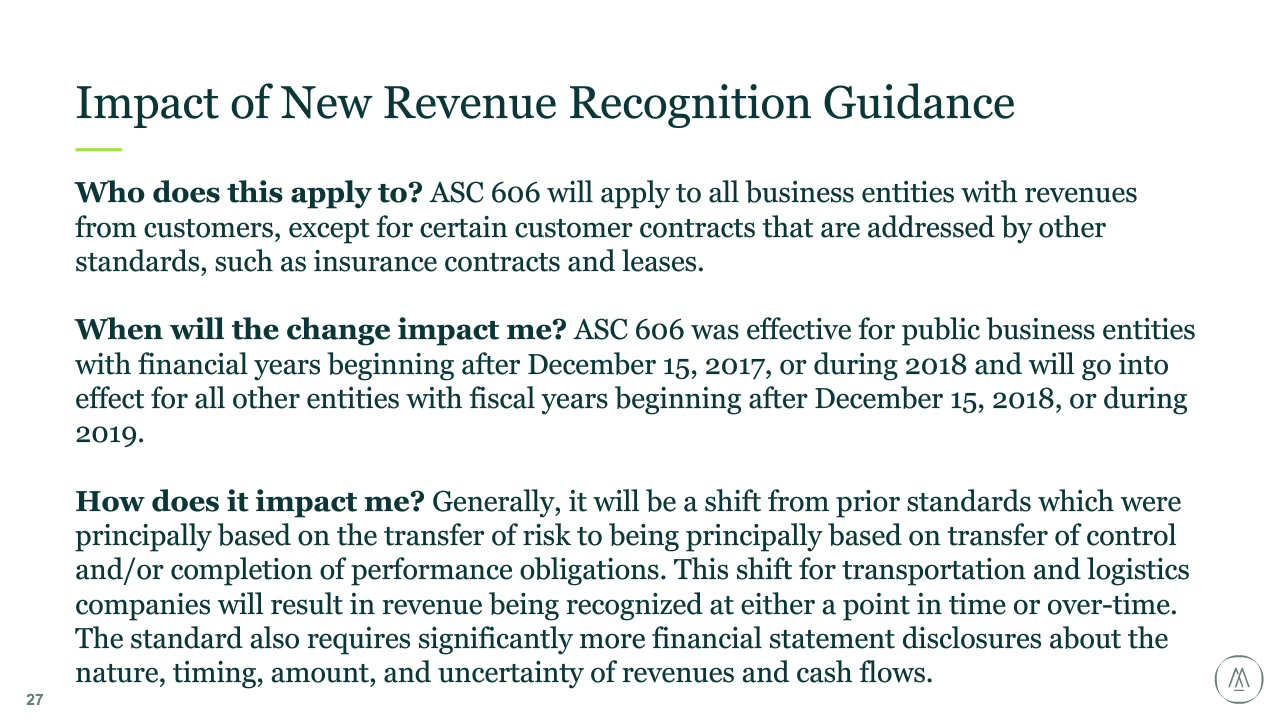 Impact of New Revenue Recognition Guidance
Who does this apply to? ASC 606 will apply to all business entities with revenues
from customers, except for certain customer contracts that are addressed by other
standards, such as insurance contracts and leases.
When will the change impact me? ASC 606 was effective for public business entities
with financial years beginning after December 15, 2017, or during 2018 and will go into
effect for all other entities with fiscal years beginning after December 15, 2018, or during
2019.
How does it impact me? Generally, it will be a shift from prior standards which were
principally based on the transfer of risk to being principally based on transfer of control
and/or completion of performance obligations. This shift for transportation and logistics
companies will result in revenue being recognized at either a point in time or over-time.
The standard also requires significantly more financial statement disclosures about the
nature, timing, amount, and uncertainty of revenues and cash flows.
27